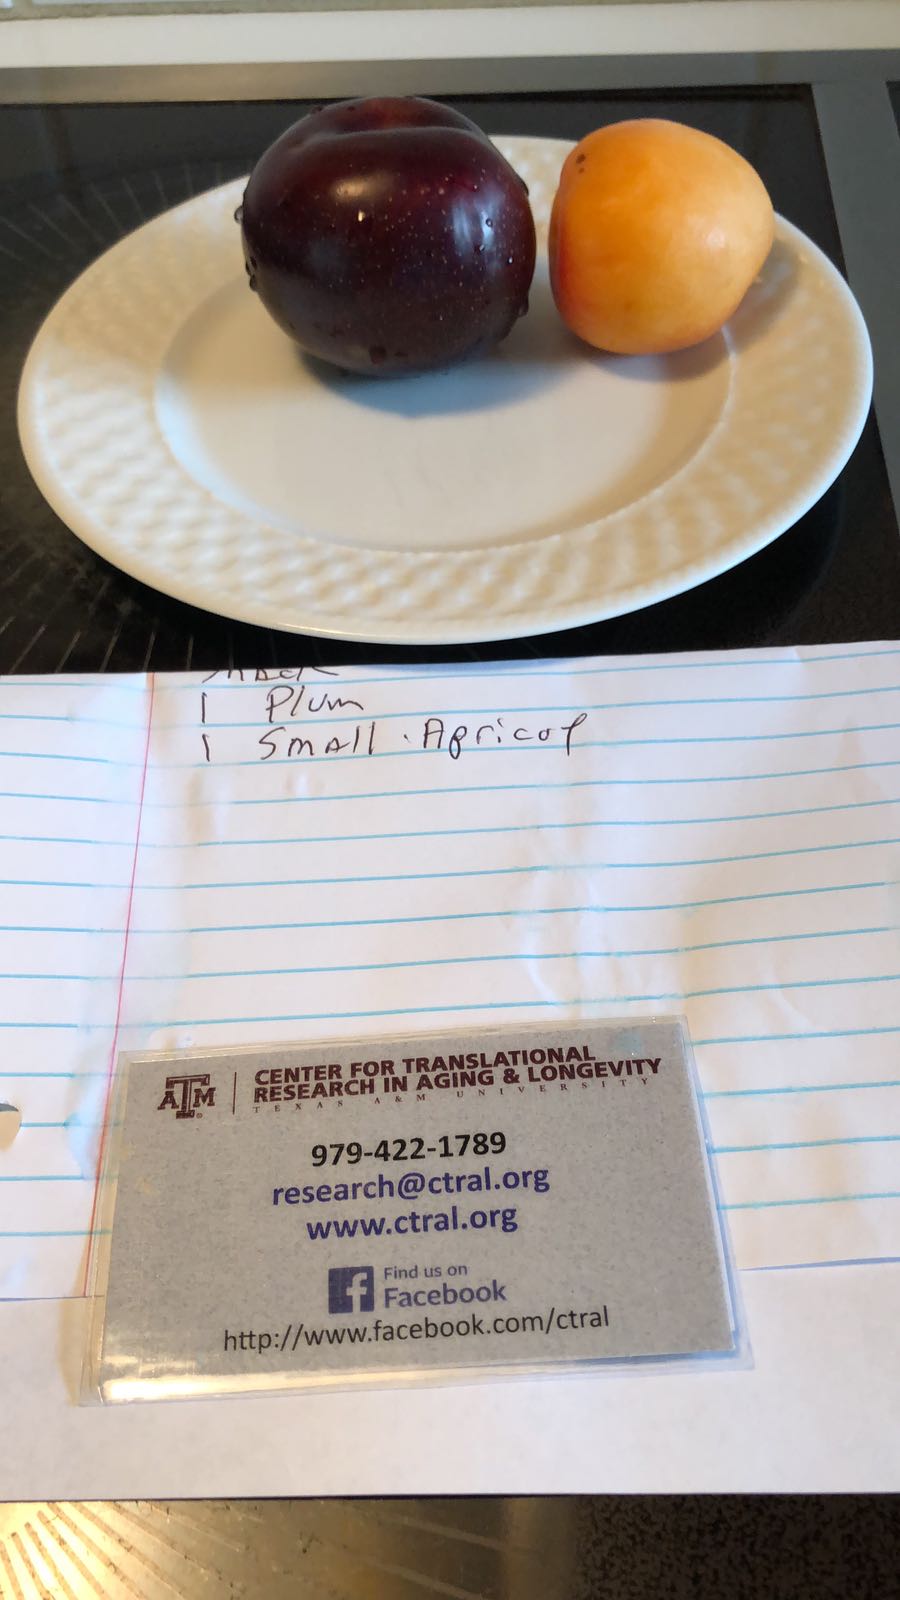 Snack
1 Plum
1 Small Apricot
ATM
CENTER FOR TRANSLATIONAL
RESEARCH IN AGING & LONGEVITY
TEXAS A&M UNIVERSITY
979-422-1789
research@ctral.org
www.ctral.org
f Find us on
Facebook
http://www.facebook.com/ctral